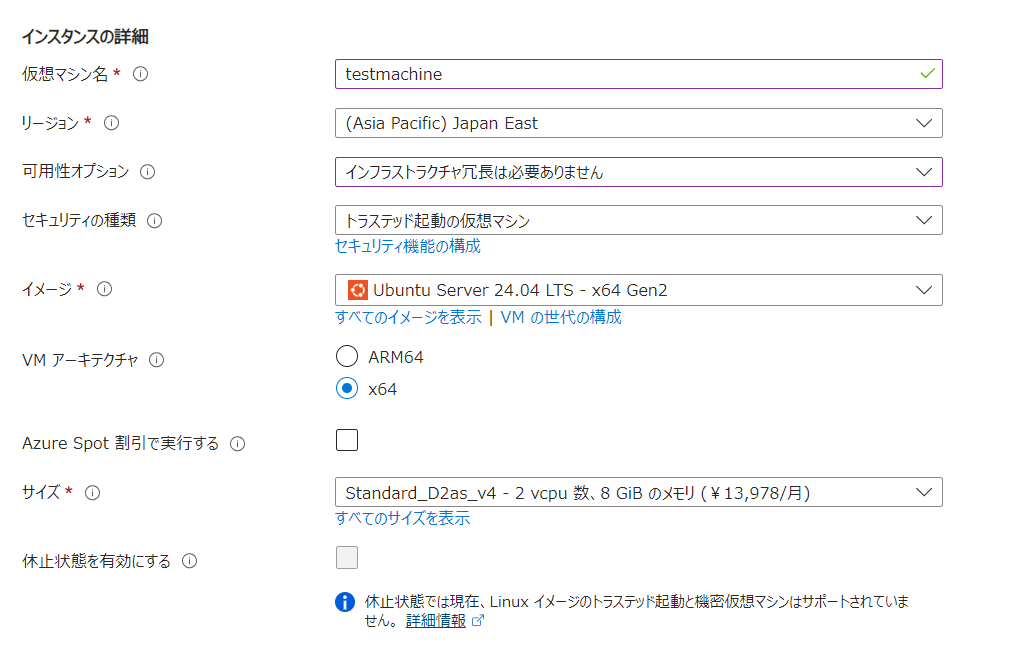 インスタンスの詳細
仮想マシン名 * testmachine
リージョン * (Asia Pacific) Japan East
可用性オプション インフラストラクチャ冗長は必要ありません
セキュリティの種類 トラステッド起動の仮想マシン
セキュリティ機能の構成
イメージ * Ubuntu Server 24.04 LTS - x64 Gen2
すべてのイメージを表示 | VM の世代の構成
VM アーキテクチャ ARM64
x64
Azure Spot 割引で実行する
サイズ * Standard_D2as_v4 - 2 vcpu 数、8 GiB のメモリ (¥13,978/月)
すべてのサイズを表示
休止状態を有効にする
休止状態では現在、Linux イメージのトラステッド起動と機密仮想マシンはサポートされていま
せん。 詳細情報